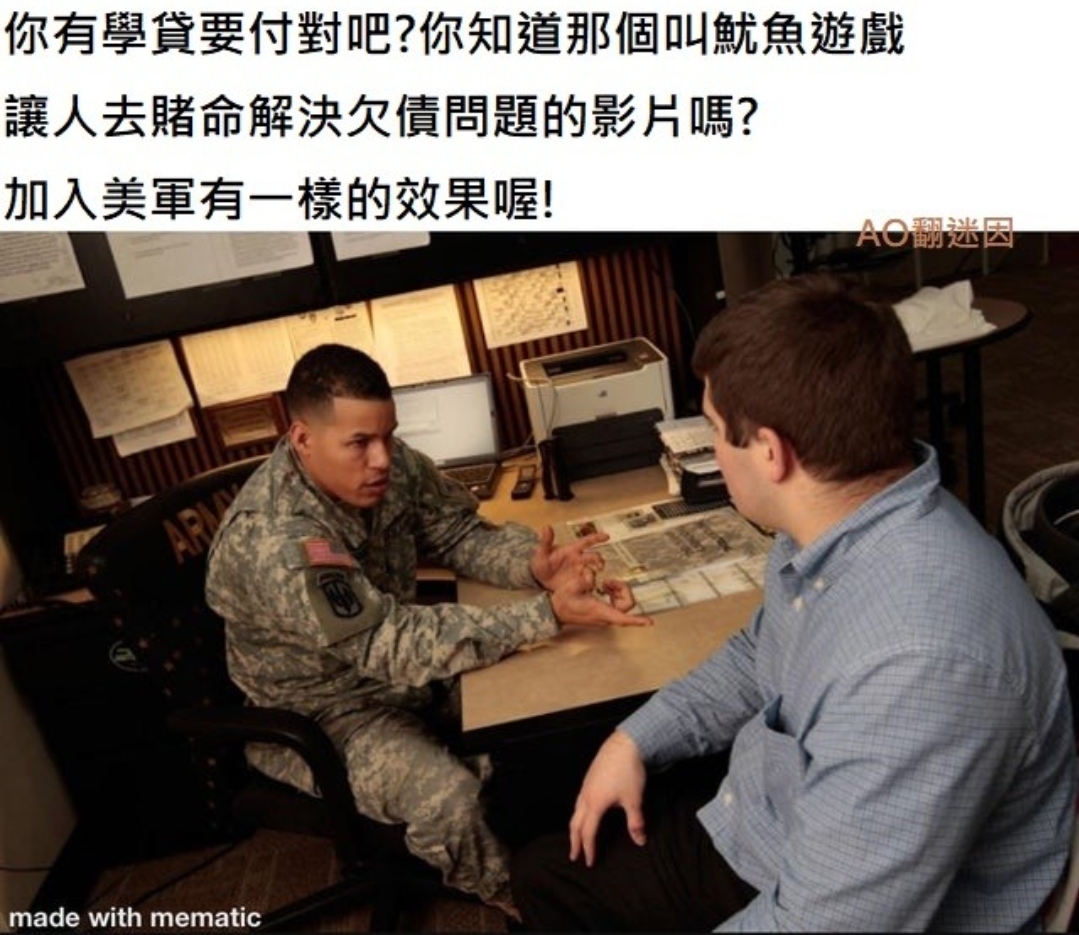 你有學貸要付對吧?你知道那個叫魷魚遊戲
讓人去賭命解決欠債問題的影片嗎?
加入美軍有一樣的效果喔!
AO翻迷因
ARMY
made with mematic